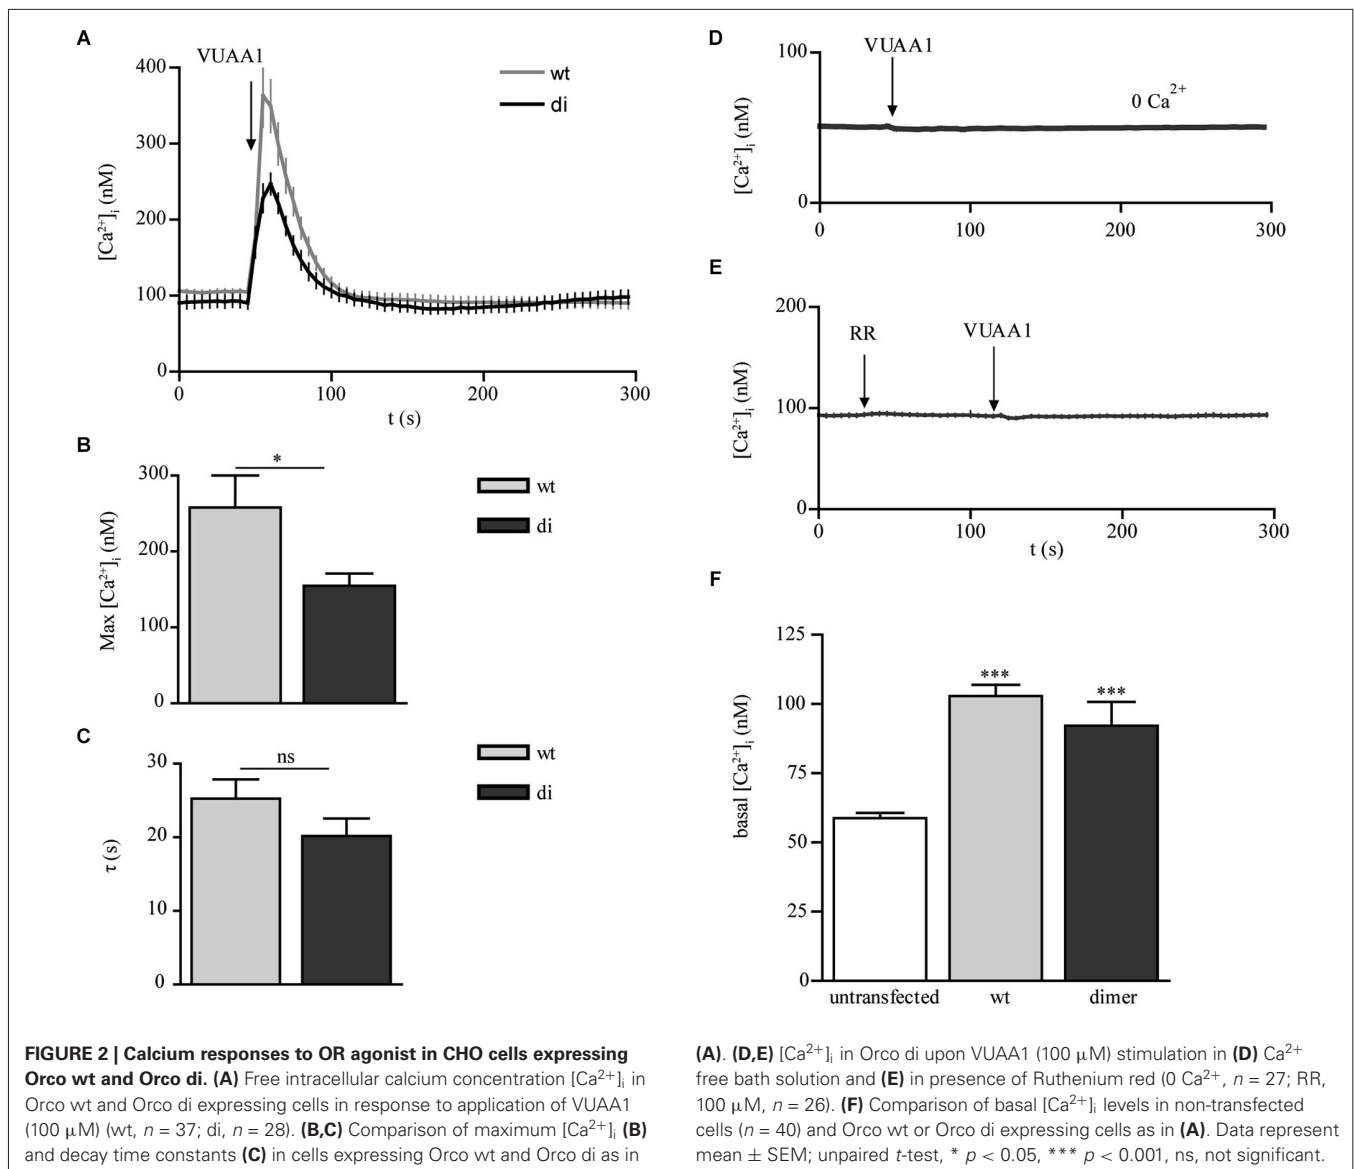 A
VUAA1
wt
di
400
300
200
100
0
[Ca²⁺]ᵢ (nM)
0 100 200 300
t (s)
B
*
wt
di
300
200
100
0
Max [Ca²⁺]ᵢ (nM)
C
ns
wt
di
30
20
10
0
τ (s)
D
VUAA1
0 Ca²⁺
100
50
0
[Ca²⁺]ᵢ (nM)
0 100 200 300
E
RR
VUAA1
200
100
0
[Ca²⁺]ᵢ (nM)
0 100 200 300
t (s)
F
125
100
75
50
25
0
basal [Ca²⁺]ᵢ (nM)
***
***
untransfected wt dimer
FIGURE 2 | Calcium responses to OR agonist in CHO cells expressing
Orco wt and Orco di. (A) Free intracellular calcium concentration [Ca²⁺]ᵢ in
Orco wt and Orco di expressing cells in response to application of VUAA1
(100 μM) (wt, n = 37; di, n = 28). (B,C) Comparison of maximum [Ca²⁺]ᵢ (B)
and decay time constants (C) in cells expressing Orco wt and Orco di as in
(A). (D,E) [Ca²⁺]ᵢ in Orco di upon VUAA1 (100 μM) stimulation in (D) Ca²⁺
free bath solution and (E) in presence of Ruthenium red (0 Ca²⁺, n = 27; RR,
100 μM, n = 26). (F) Comparison of basal [Ca²⁺]ᵢ levels in non-transfected
cells (n = 40) and Orco wt or Orco di expressing cells as in (A). Data represent
mean ± SEM; unpaired t-test, * p < 0.05, *** p < 0.001, ns, not significant.